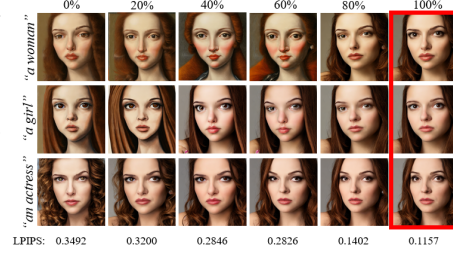 0% 20% 40% 60% 80% 100%
“a woman”
“a girl”
“an actress”
LPIPS: 0.3492 0.3200 0.2846 0.2826 0.1402 0.1157